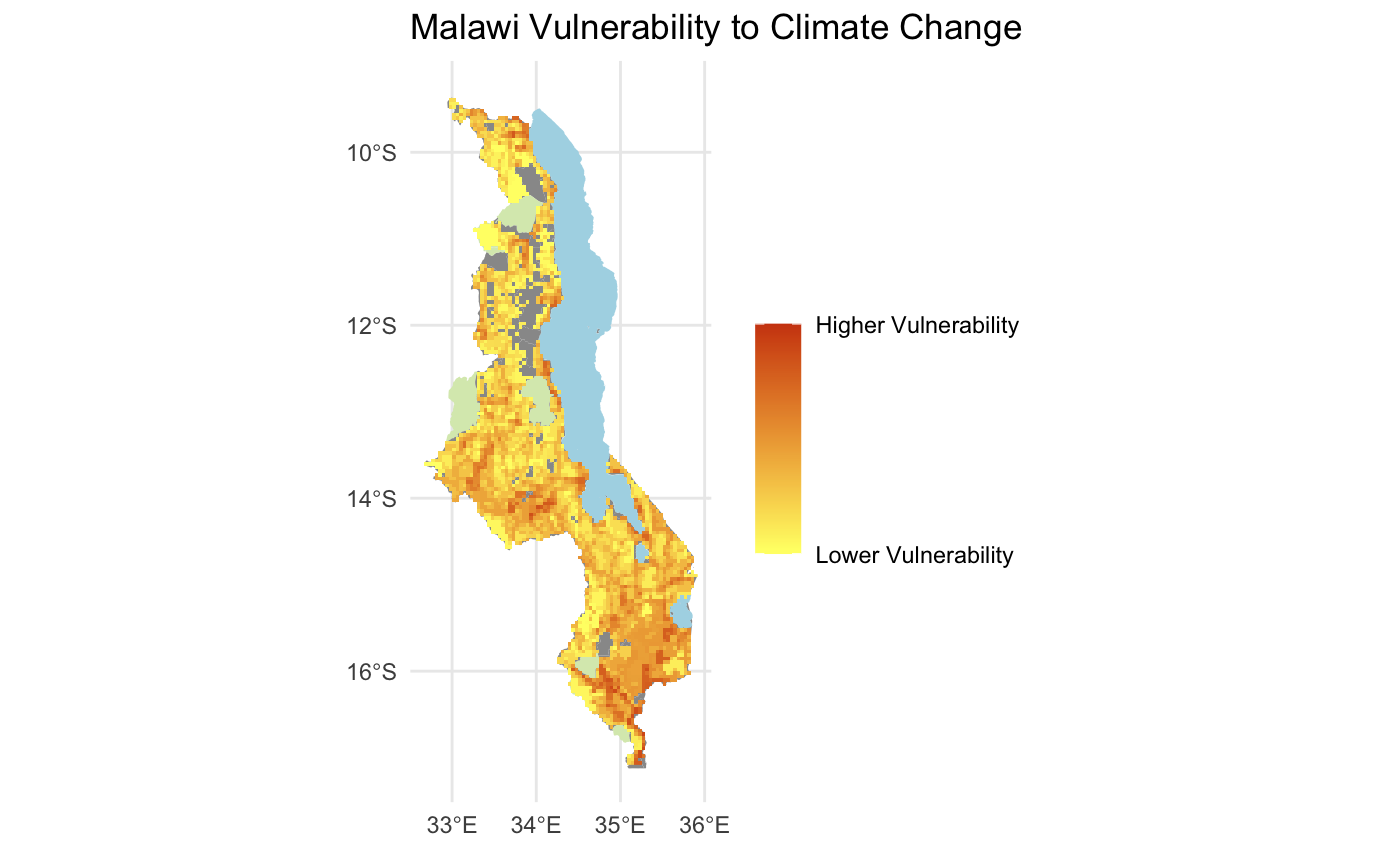 Malawi Vulnerability to Climate Change
10°S
12°S
14°S
16°S
33°E 34°E 35°E 36°E
Higher Vulnerability
Lower Vulnerability